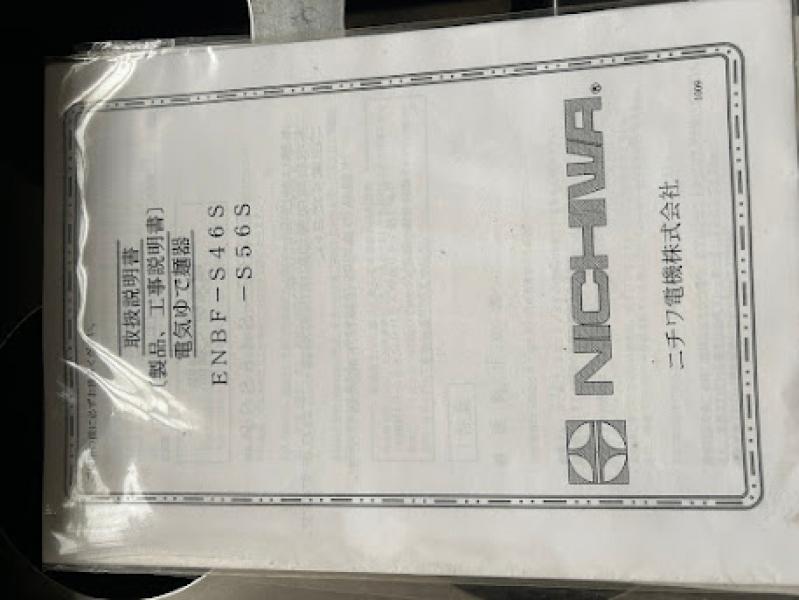 取扱説明書
〔製品、工事説明書〕
電気ゆで麺器
ENBF－S46S
－S56S
NICHIWA®
ニチワ電機株式会社
1009